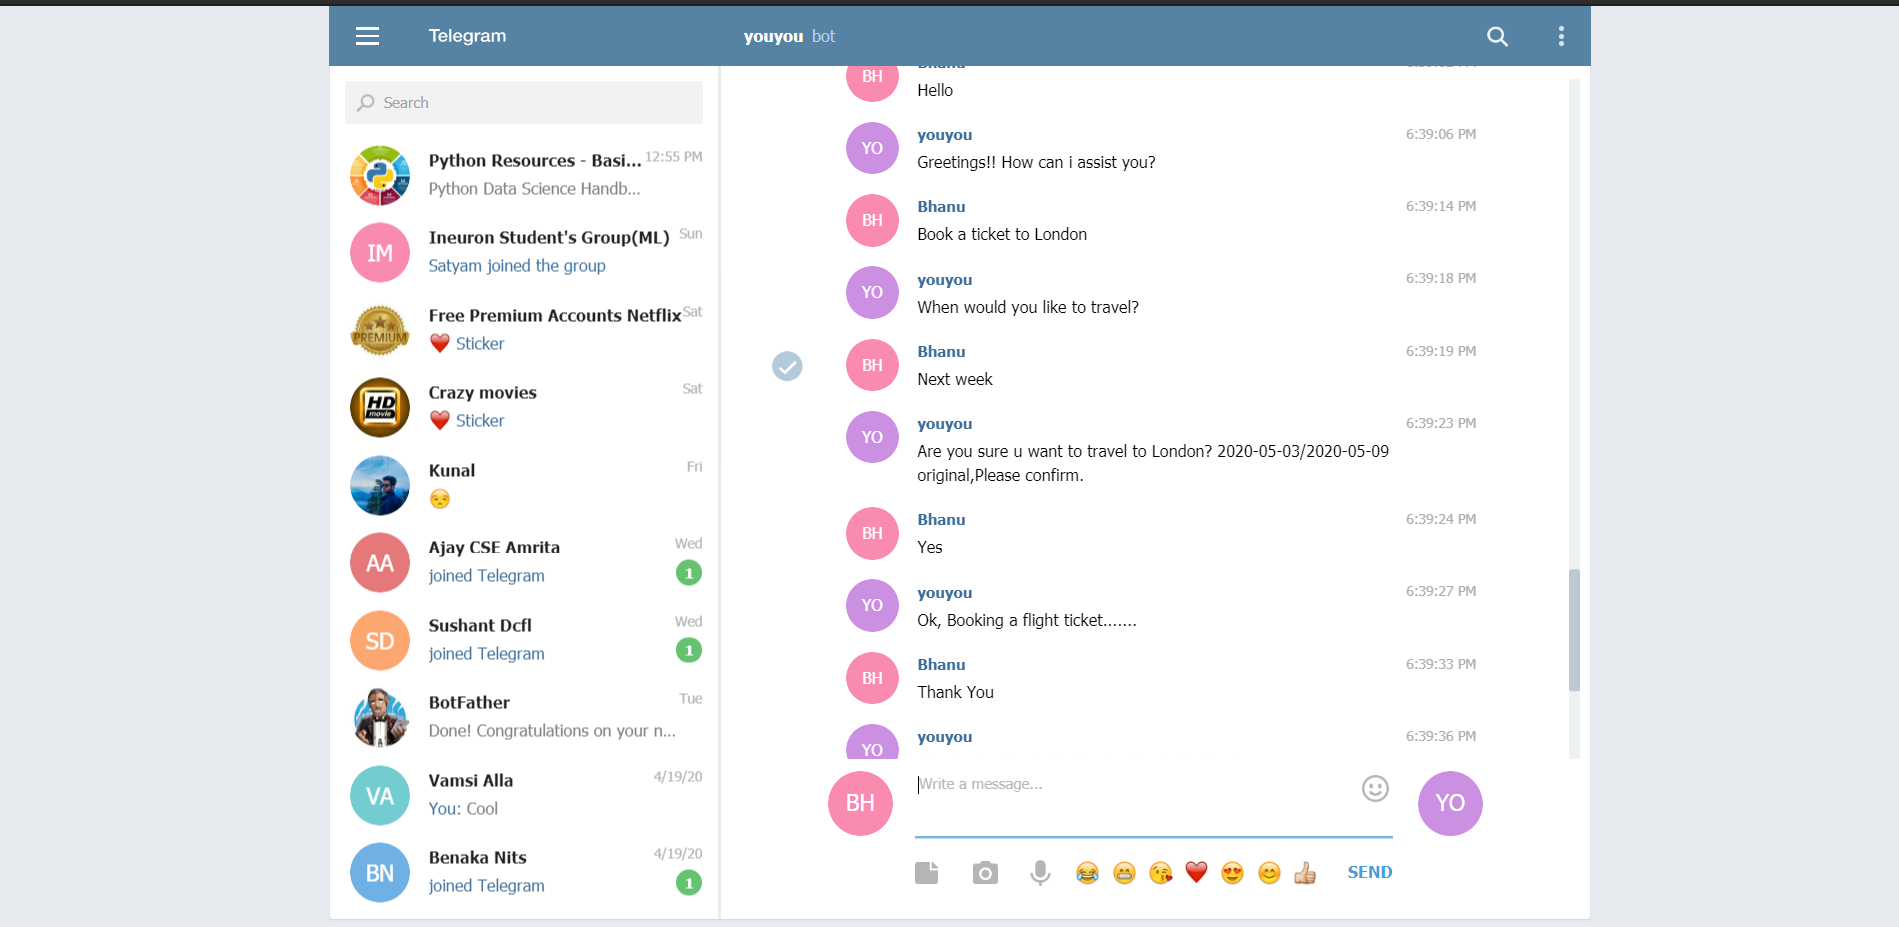 Telegram
youyou bot
Search
Python Resources - Basi... 12:55 PM
Python Data Science Handb...
IM
Ineuron Student's Group(ML) Sun
Satyam joined the group
PREMIUM
Free Premium Accounts Netflix Sat
Sticker
HD
movie
Crazy movies Sat
Sticker
Kunal Fri
AA
Ajay CSE Amrita Wed
joined Telegram 1
SD
Sushant Dcfl Wed
joined Telegram 1
BotFather Tue
Done! Congratulations on your n...
VA
Vamsi Alla 4/19/20
You: Cool
BN
Benaka Nits 4/19/20
joined Telegram 1
BH
Bhanu
Hello
YO
youyou 6:39:06 PM
Greetings!! How can i assist you?
BH
Bhanu 6:39:14 PM
Book a ticket to London
YO
youyou 6:39:18 PM
When would you like to travel?
BH
Bhanu 6:39:19 PM
Next week
YO
youyou 6:39:23 PM
Are you sure u want to travel to London? 2020-05-03/2020-05-09
original,Please confirm.
BH
Bhanu 6:39:24 PM
Yes
YO
youyou 6:39:27 PM
Ok, Booking a flight ticket.......
BH
Bhanu 6:39:33 PM
Thank You
YO
youyou 6:39:36 PM
BH
Write a message...
YO
SEND